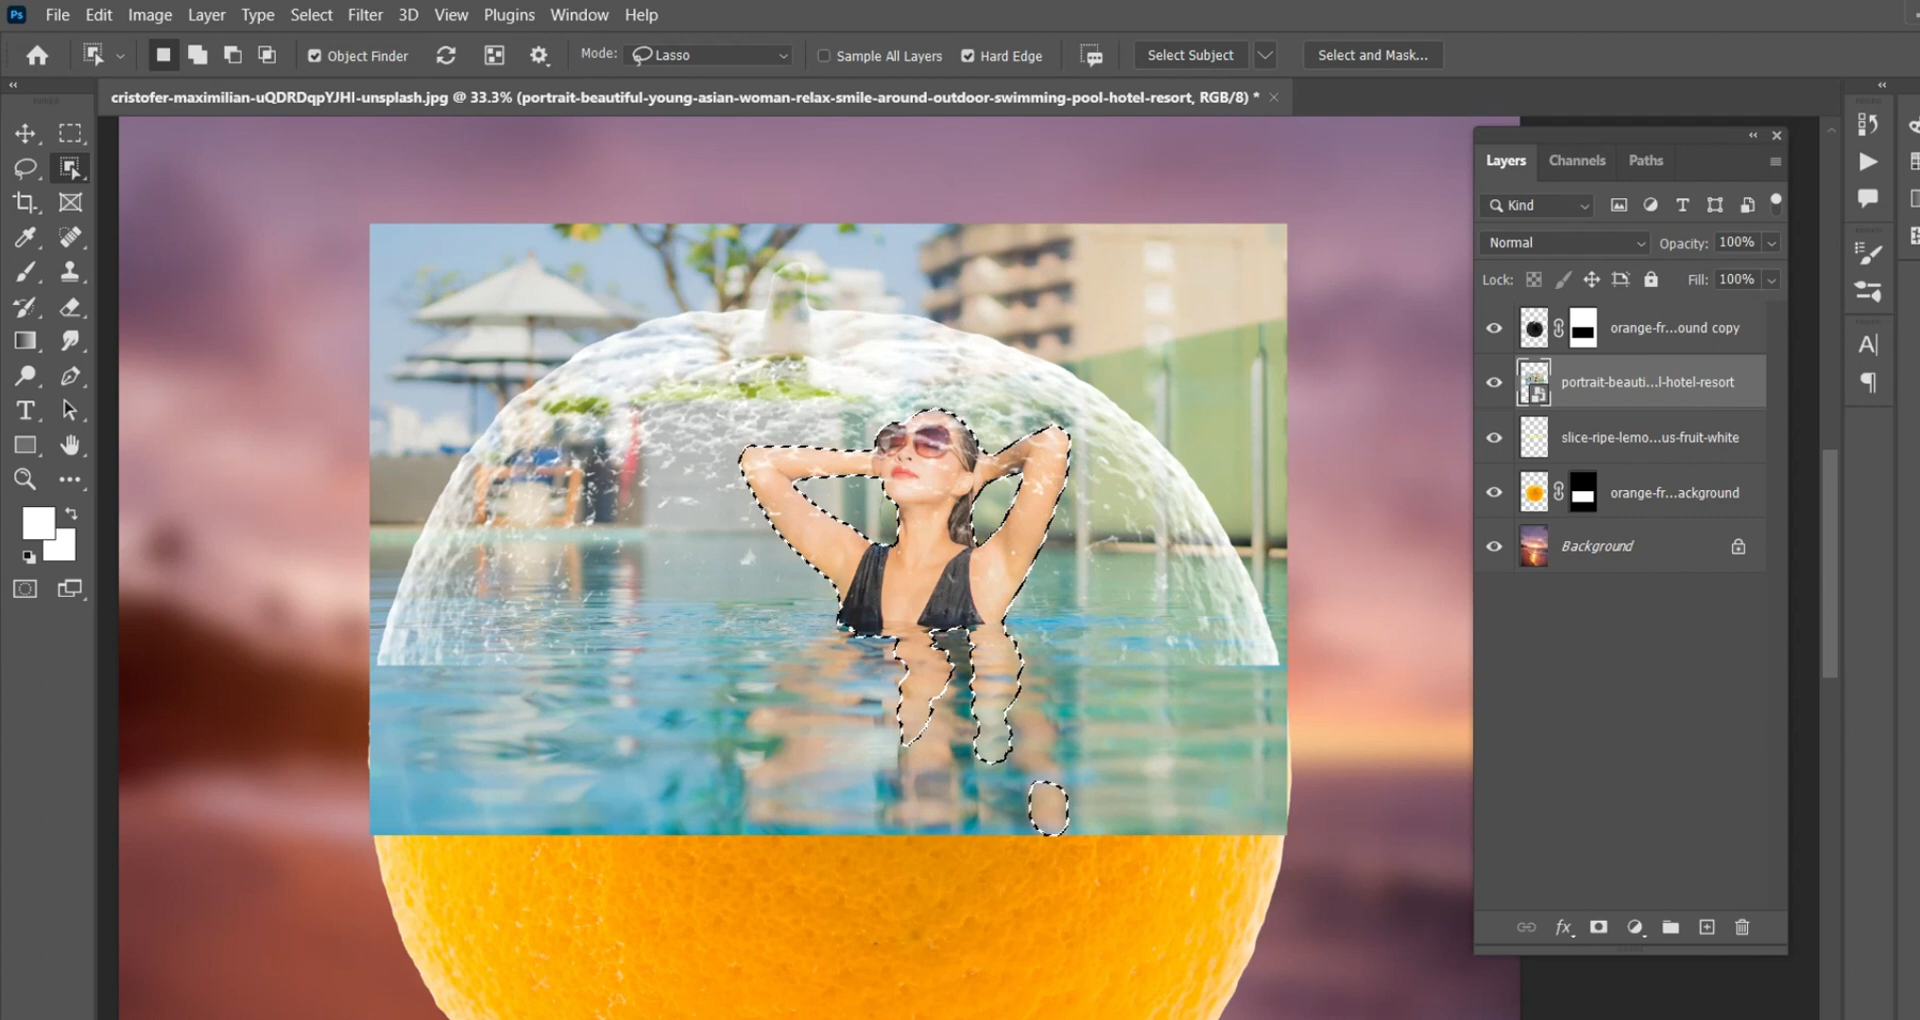 Ps File Edit Image Layer Type Select Filter 3D View Plugins Window Help
Object Finder Mode: Lasso Sample All Layers Hard Edge Select Subject Select and Mask...
cristofer-maximilian-uQDRDqpYJHI-unsplash.jpg @ 33.3% (portrait-beautiful-young-asian-woman-relax-smile-around-outdoor-swimming-pool-hotel-resort, RGB/8) *
Layers Channels Paths
Kind
Normal Opacity: 100%
Lock: Fill: 100%
orange-fr...ound copy
portrait-beauti...l-hotel-resort
slice-ripe-lemo...us-fruit-white
orange-fr...ackground
Background